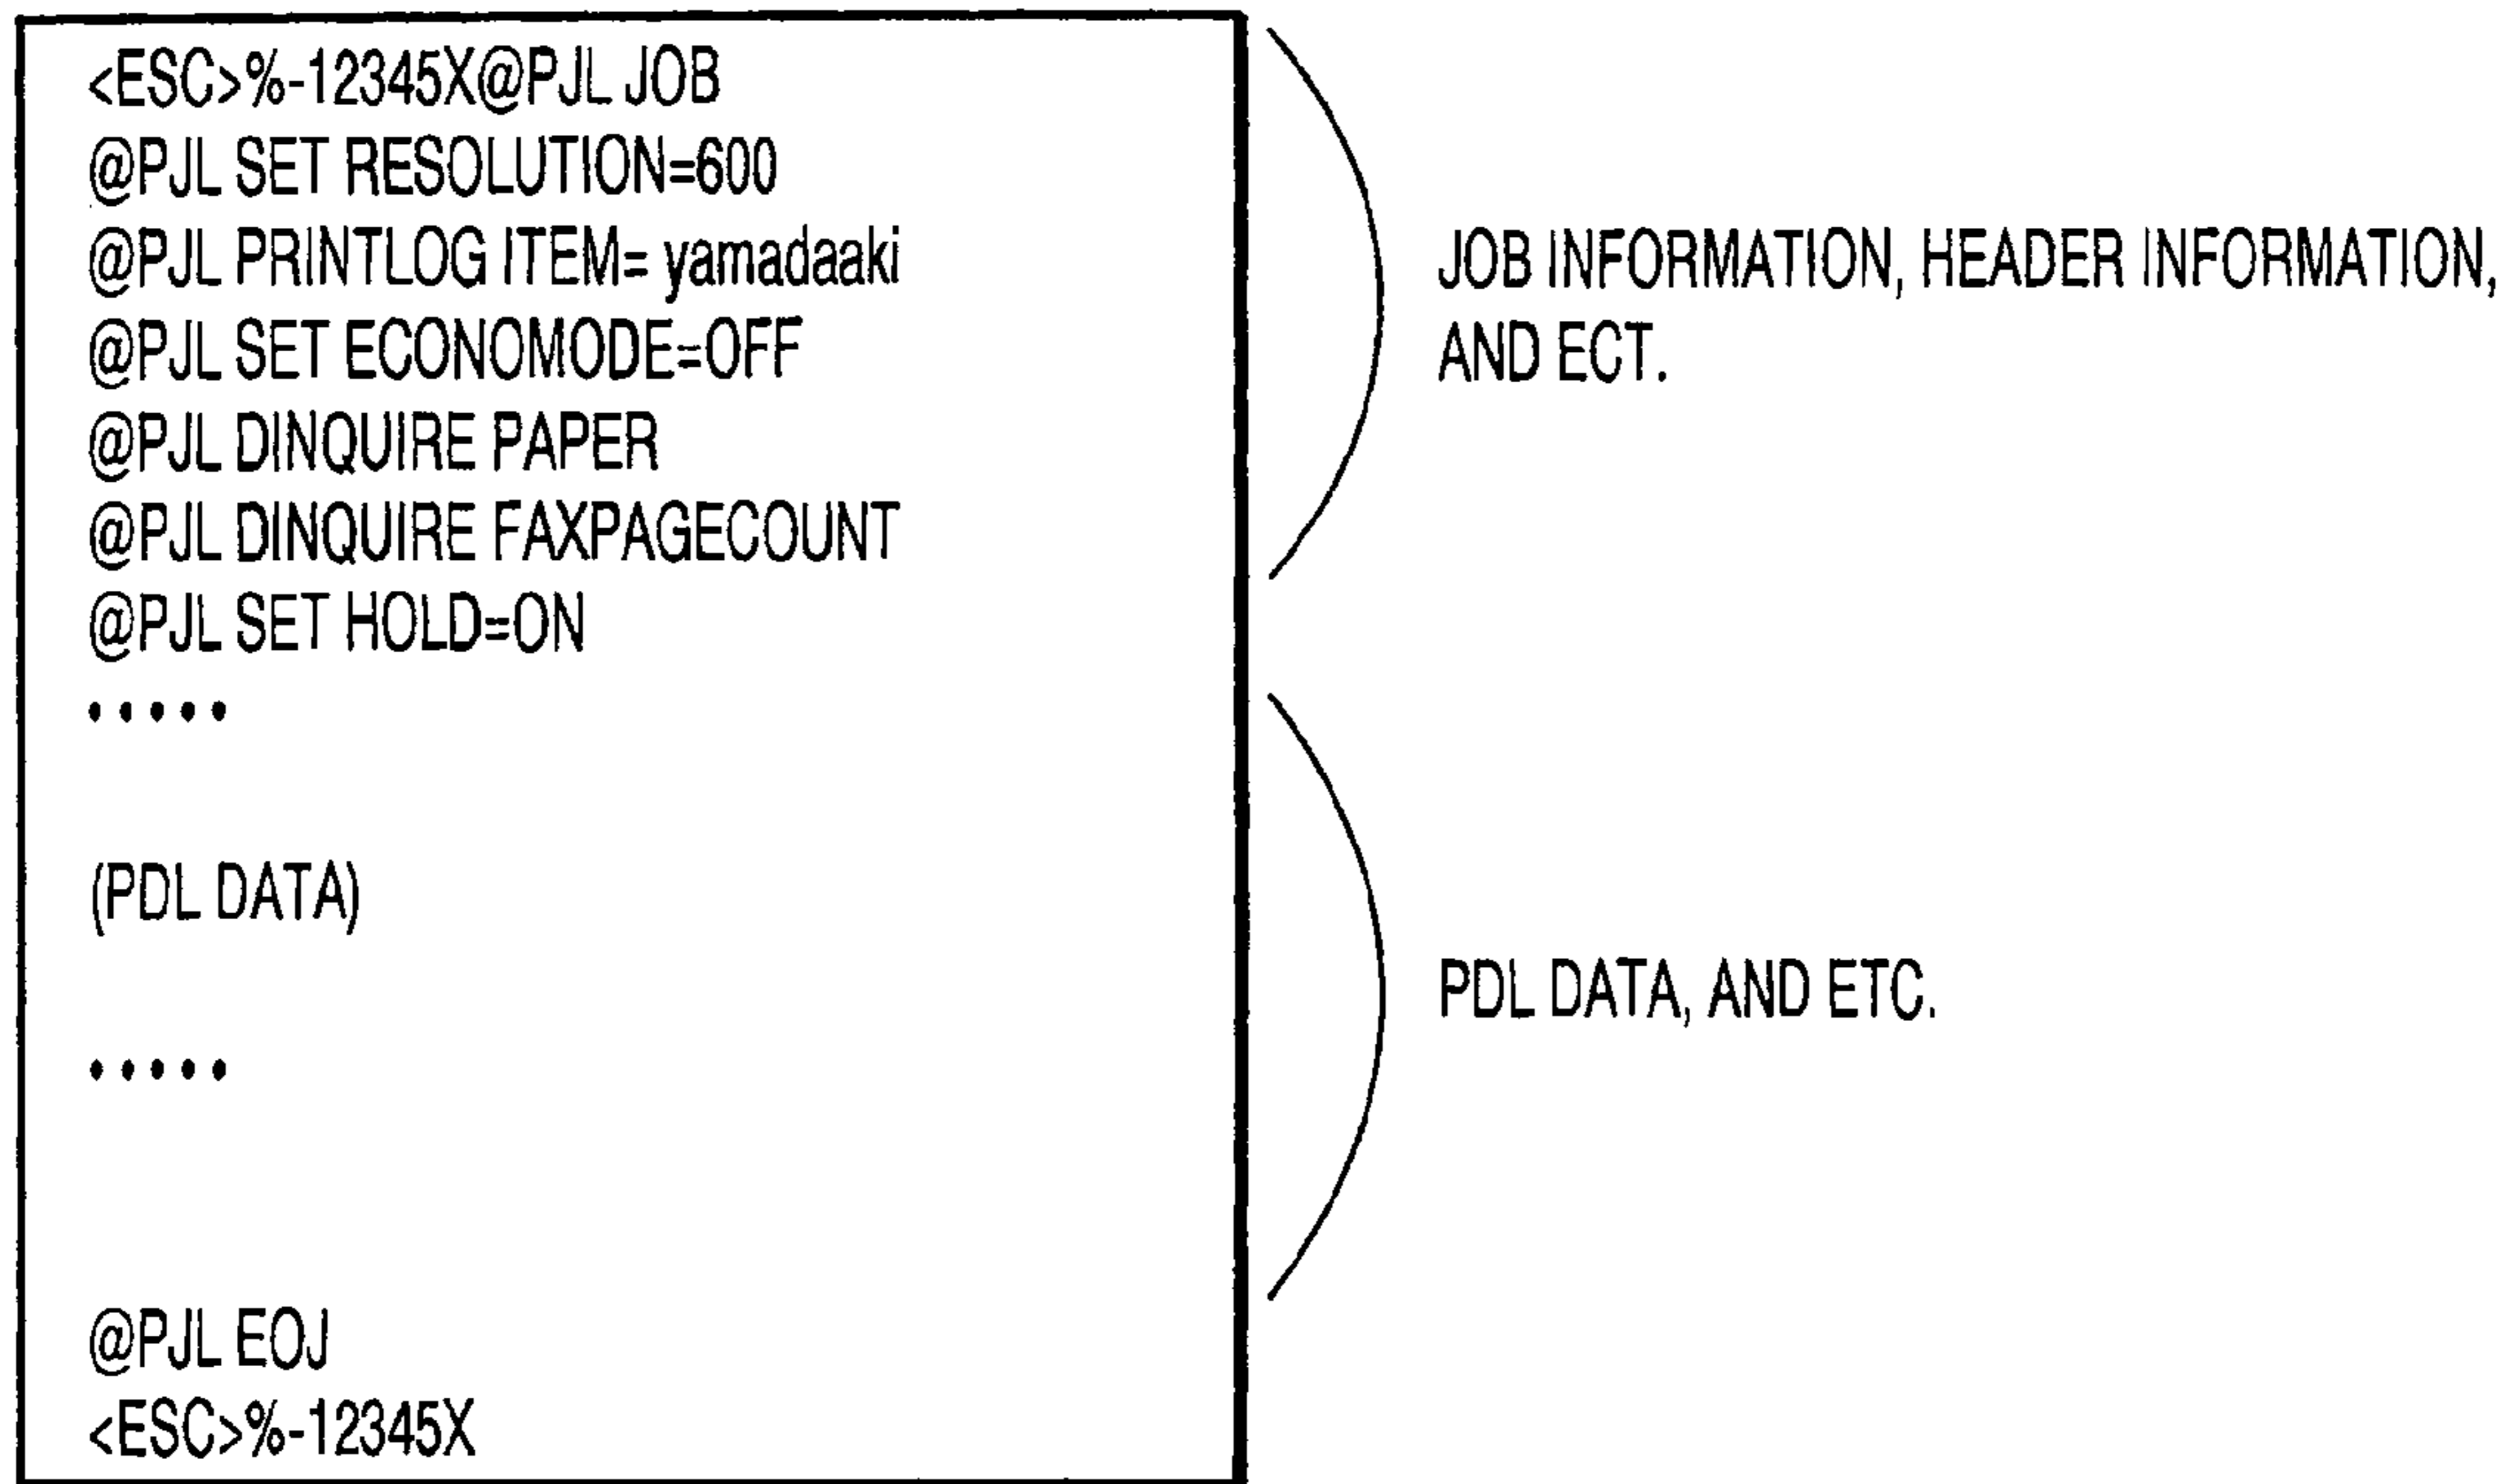 <ESC>%-12345X@PJL JOB
@PJL SET RESOLUTION=600
@PJL PRINTLOG ITEM= yamadaaki
@PJL SET ECONOMODE=OFF
@PJL DINQUIRE PAPER
@PJL DINQUIRE FAXPAGECOUNT
@PJL SET HOLD=ON
•••••
(PDL DATA)
•••••
@PJL EOJ
<ESC>%-12345X
JOB INFORMATION, HEADER INFORMATION,
AND ECT.
PDL DATA, AND ETC.